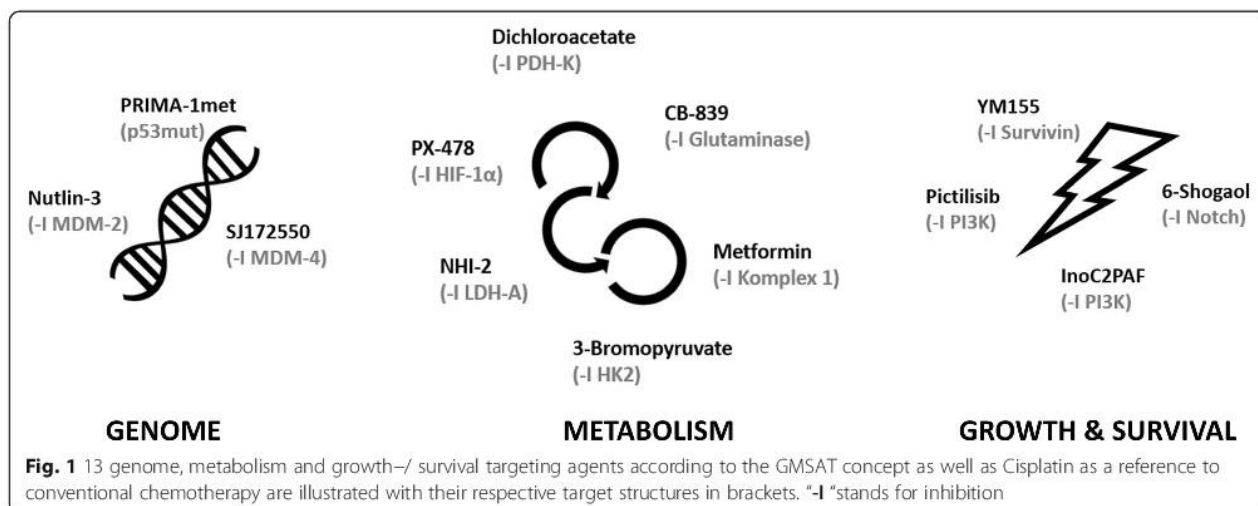 Dichloroacetate
(-I PDH-K)
PRIMA-1met
(p53mut)
CB-839
(-I Glutaminase)
YM155
(-I Survivin)
PX-478
(-I HIF-1α)
Nutlin-3
(-I MDM-2)
Pictilisib
(-I PI3K)
6-Shogaol
(-I Notch)
SJ172550
(-I MDM-4)
NHI-2
(-I LDH-A)
Metformin
(-I Komplex 1)
InoC2PAF
(-I PI3K)
3-Bromopyruvate
(-I HK2)
GENOME
METABOLISM
GROWTH & SURVIVAL
Fig. 1 13 genome, metabolism and growth–/ survival targeting agents according to the GMSAT concept as well as Cisplatin as a reference to
conventional chemotherapy are illustrated with their respective target structures in brackets. “-I “stands for inhibition